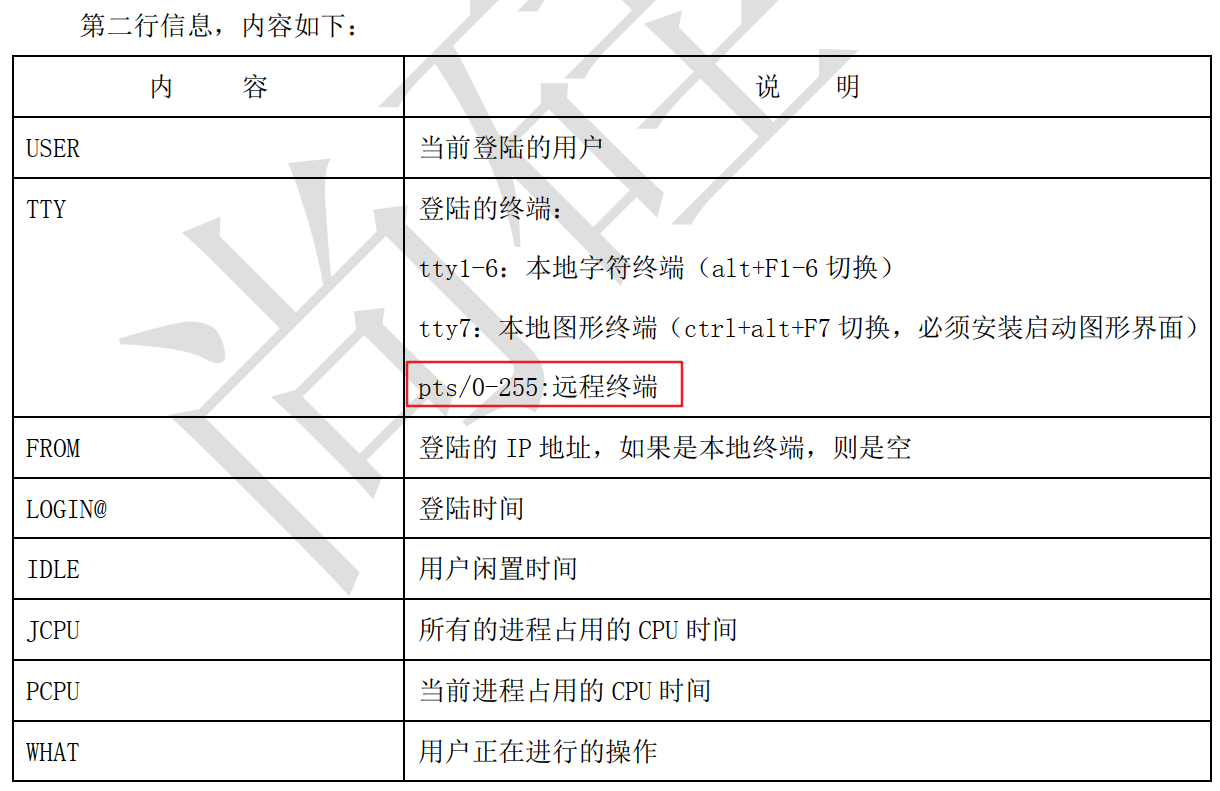 第二行信息，内容如下：
内 容 说 明
USER 当前登陆的用户
TTY 登陆的终端：
tty1-6：本地字符终端（alt+F1-6 切换）
tty7：本地图形终端（ctrl+alt+F7 切换，必须安装启动图形界面）
pts/0-255:远程终端
FROM 登陆的 IP 地址，如果是本地终端，则是空
LOGIN@ 登陆时间
IDLE 用户闲置时间
JCPU 所有的进程占用的 CPU 时间
PCPU 当前进程占用的 CPU 时间
WHAT 用户正在进行的操作
尚硅